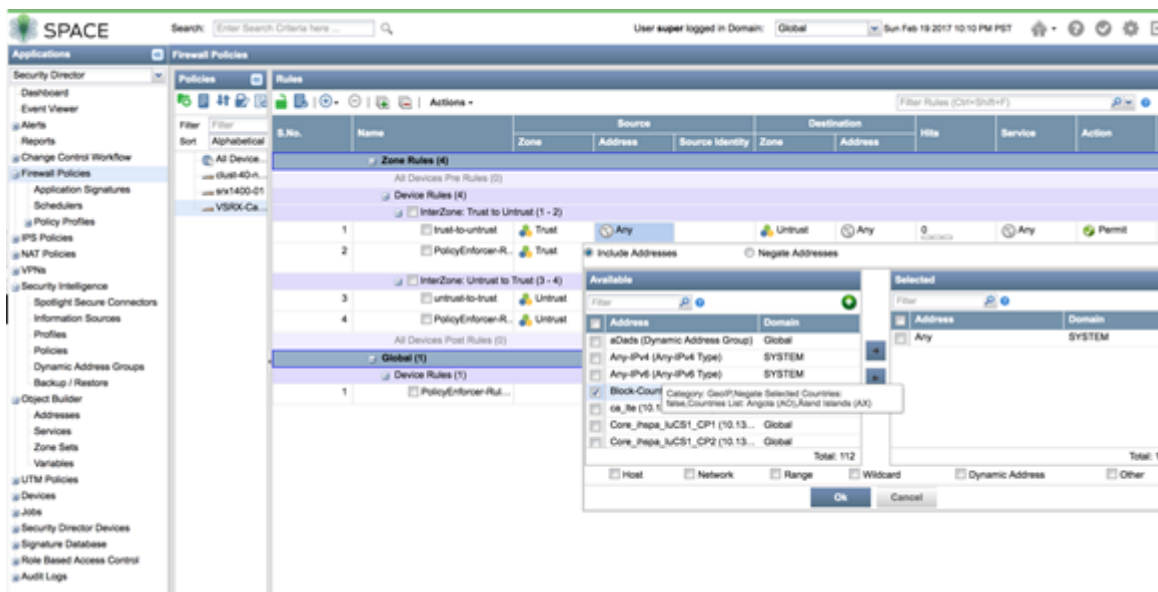 SPACE
Search: Enter Search Criteria here ...
User super logged in Domain: Global
Sun Feb 19 2017 10:10 PM PST
Applications
Firewall Policies
Security Director
Dashboard
Event Viewer
Alerts
Reports
Change Control Workflow
Firewall Policies
Application Signatures
Schedulers
Policy Profiles
IPS Policies
NAT Policies
VPNs
Security Intelligence
Spotlight Secure Connectors
Information Sources
Profiles
Policies
Dynamic Address Groups
Backup / Restore
Object Builder
Addresses
Services
Zone Sets
Variables
UTM Policies
Devices
Jobs
Security Director Devices
Signature Database
Role Based Access Control
Audit Logs
Policies
Filter Filter
Sort Alphabetical
All Device...
clust-40-n...
srx1400-01
VSRX-Ca...
Rules
Actions
Filter Rules (Ctrl+Shift+F)
S.No. Name Source Destination Hits Service Action
Zone Address Source Identity Zone Address
Zone Rules (4)
All Devices Pre Rules (0)
Device Rules (4)
InterZone: Trust to Untrust (1 - 2)
1 trust-to-untrust Trust Any Untrust Any 0 Any Permit
2 PolicyEnforcer-R... Trust
InterZone: Untrust to Trust (3 - 4)
3 untrust-to-trust Untrust
4 PolicyEnforcer-R... Untrust
All Devices Post Rules (0)
Global (1)
Device Rules (1)
1 PolicyEnforcer-Rul...
Include Addresses Negate Addresses
Available
Filter
Address Domain
aDads (Dynamic Address Group) Global
Any-IPv4 (Any-IPv4 Type) SYSTEM
Any-IPv6 (Any-IPv6 Type) SYSTEM
Block-Coun
Category: GeoIP,Negate Selected Countries:
false,Countries List: Angola (AO),Aland Islands (AX)
ca_lte (10.1
Core_ihspa_luCS1_CP1 (10.13... Global
Core_ihspa_luCS1_CP2 (10.13... Global
Total: 112
Selected
Filter
Address Domain
Any SYSTEM
Total: 1
Host Network Range Wildcard Dynamic Address Other
Ok Cancel